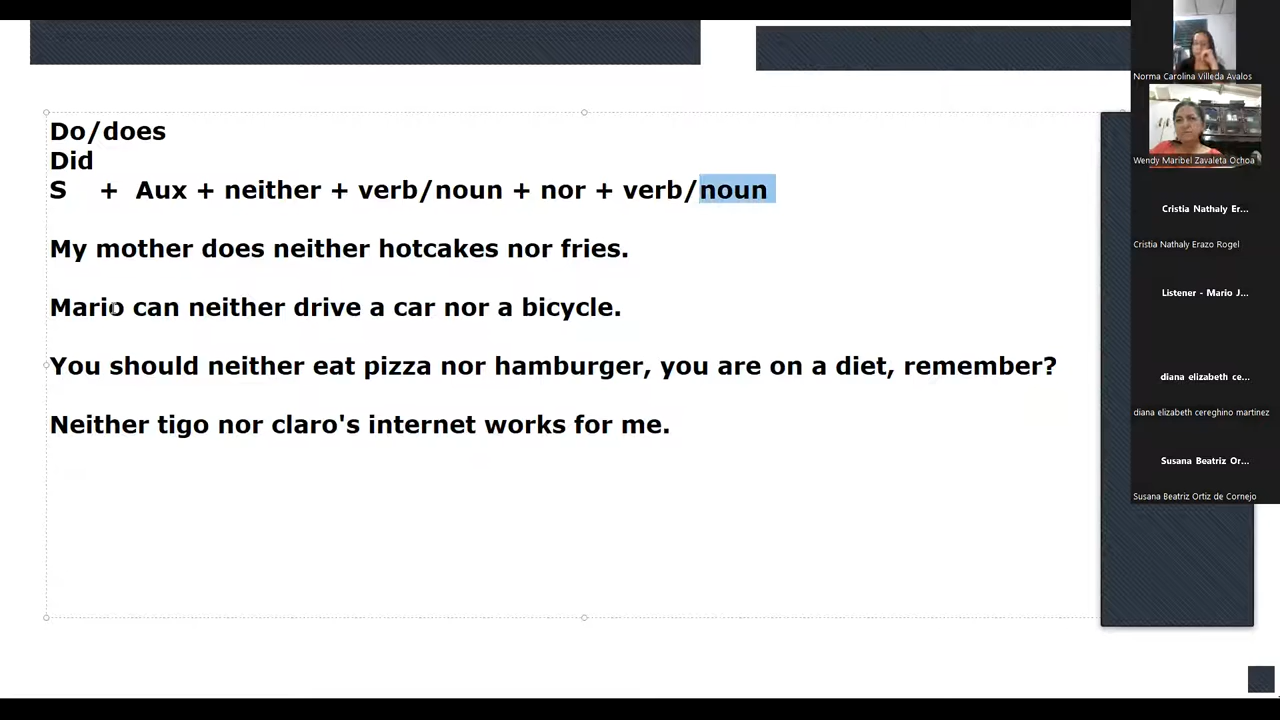 Do/does
Did
S + Aux + neither + verb/noun + nor + verb/noun
My mother does neither hotcakes nor fries.
Mario can neither drive a car nor a bicycle.
You should neither eat pizza nor hamburger, you are on a diet, remember?
Neither tigo nor claro's internet works for me.
Norma Carolina Villeda Avalos
Wendy Maribel Zavaleta Ochoa
Cristia Nathaly Er...
Cristia Nathaly Erazo Rogel
Listener - Mario J...
diana elizabeth ce...
diana elizabeth cereghino martinez
Susana Beatriz Or...
Susana Beatriz Ortiz de Cornejo